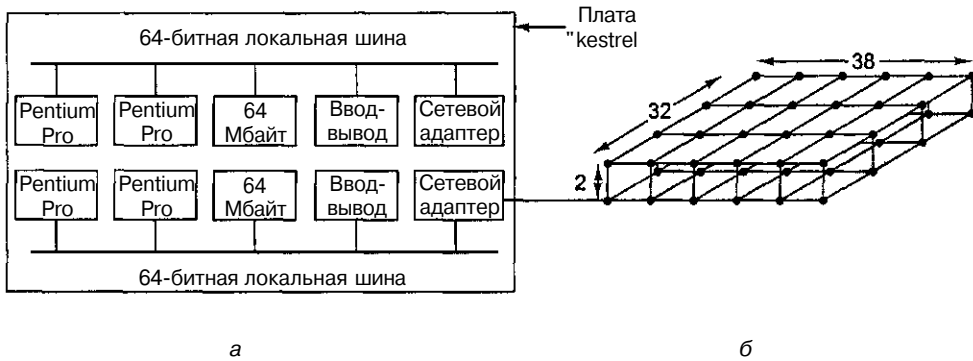 64-битная локальная шина
Плата
"kestrel
Pentium
Pro
Pentium
Pro
64
Мбайт
Ввод-
вывод
Сетевой
адаптер
Pentium
Pro
Pentium
Pro
64
Мбайт
Ввод-
вывод
Сетевой
адаптер
64-битная локальная шина
38
32
2
а
б